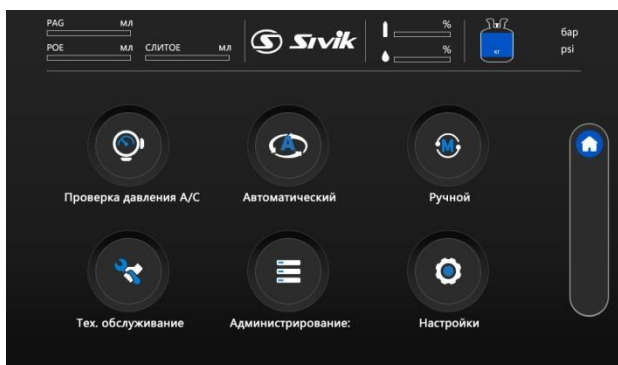 PAG мл
POE мл СЛИТОЕ мл
Sivik
%
%
кг
бар
psi
Проверка давления А/С
Автоматический
Ручной
Тех. обслуживание
Администрирование:
Настройки